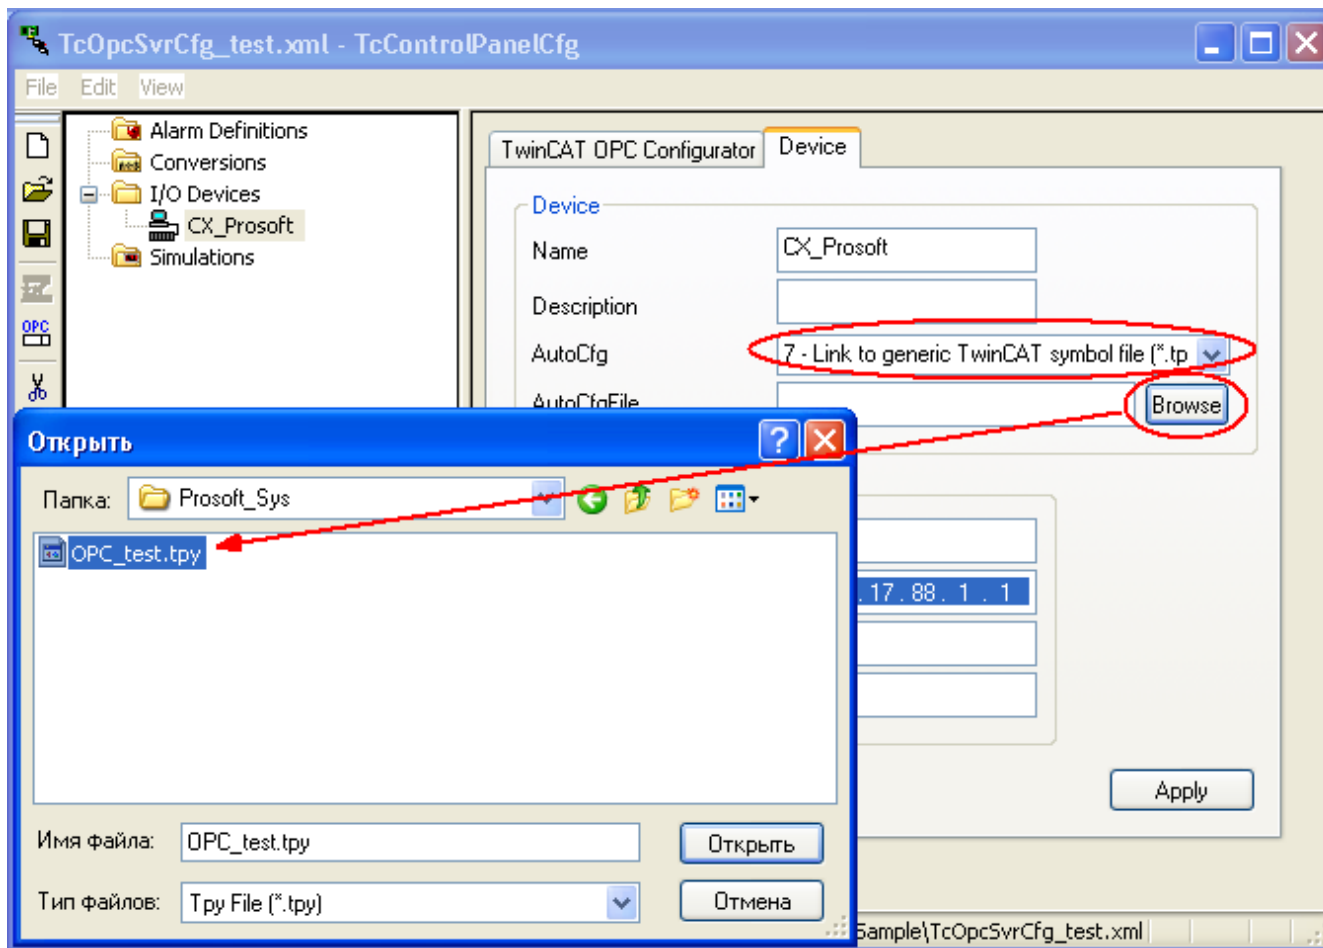 TcOpcSvrCfg_test.xml - TcControlPanelCfg
File Edit View
Alarm Definitions
Conversions
I/O Devices
CX_Prosoft
Simulations
OPC
TwinCAT OPC Configurator
Device
Device
Name
CX_Prosoft
Description
AutoCfg
7 - Link to generic TwinCAT symbol file (*.tp
AutoCfgFile
Browse
.17.88. 1 . 1
Apply
Открыть
Папка:
Prosoft_Sys
OPC_test.tpy
Имя файла:
OPC_test.tpy
Открыть
Тип файлов:
Tpy File (*.tpy)
Отмена
Sample\TcOpcSvrCfg_test.xml